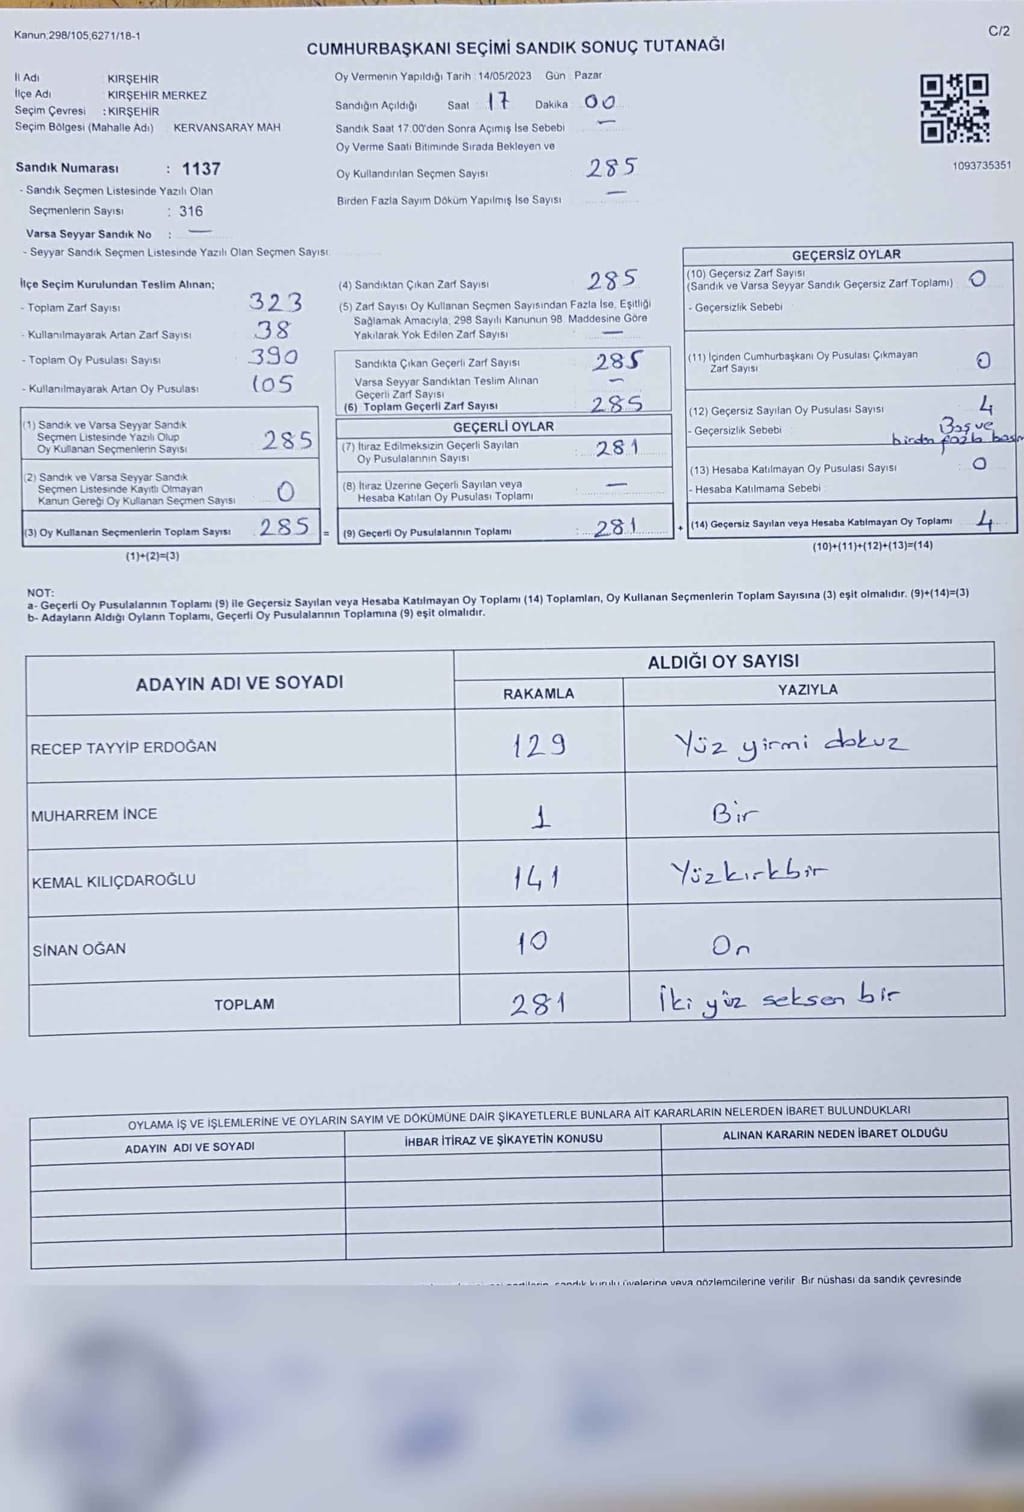 Kanun,298/105,6271/18-1
C/2
CUMHURBAŞKANI SEÇİMİ SANDIK SONUÇ TUTANAĞI
İl Adı KIRŞEHİR
İlçe Adı KIRŞEHİR MERKEZ
Seçim Çevresi : KIRŞEHİR
Seçim Bölgesi (Mahalle Adı) KERVANSARAY MAH
Sandık Numarası : 1137
- Sandık Seçmen Listesinde Yazılı Olan
Seçmenlerin Sayısı : 316
Varsa Seyyar Sandık No : —
- Seyyar Sandık Seçmen Listesinde Yazılı Olan Seçmen Sayısı
Oy Vermenin Yapıldığı Tarih 14/05/2023 Gün Pazar
Sandığın Açıldığı Saat 17 Dakika 00
Sandık Saat 17.00'den Sonra Açımış İse Sebebi —
Oy Verme Saati Bitiminde Sırada Bekleyen ve
Oy Kullandırılan Seçmen Sayısı 285
Birden Fazla Sayım Döküm Yapılmış İse Sayısı —
1093735351
İlçe Seçim Kurulundan Teslim Alınan;
- Toplam Zarf Sayısı 323
- Kullanılmayarak Artan Zarf Sayısı 38
- Toplam Oy Pusulası Sayısı 390
- Kullanılmayarak Artan Oy Pusulası 105
(1) Sandık ve Varsa Seyyar Sandık
Seçmen Listesinde Yazılı Olup
Oy Kullanan Seçmenlerin Sayısı 285
(2) Sandık ve Varsa Seyyar Sandık
Seçmen Listesinde Kayıtlı Olmayan
Kanun Gereği Oy Kullanan Seçmen Sayısı 0
(3) Oy Kullanan Seçmenlerin Toplam Sayısı 285 =
(1)+(2)=(3)
(4) Sandıktan Çıkan Zarf Sayısı 285
(5) Zarf Sayısı Oy Kullanan Seçmen Sayısından Fazla İse, Eşitliği
Sağlamak Amacıyla, 298 Sayılı Kanunun 98. Maddesine Göre
Yakılarak Yok Edilen Zarf Sayısı —
Sandıkta Çıkan Geçerli Zarf Sayısı 285
Varsa Seyyar Sandıktan Teslim Alınan
Geçerli Zarf Sayısı —
(6) Toplam Geçerli Zarf Sayısı 285
GEÇERLİ OYLAR
(7) İtiraz Edilmeksizin Geçerli Sayılan
Oy Pusulalarının Sayısı 281
(8) İtiraz Üzerine Geçerli Sayılan veya
Hesaba Katılan Oy Pusulası Toplamı —
(9) Geçerli Oy Pusulalarının Toplamı : 281 +
GEÇERSİZ OYLAR
(10) Geçersiz Zarf Sayısı
(Sandık ve Varsa Seyyar Sandık Geçersiz Zarf Toplamı) 0
- Geçersizlik Sebebi
(11) İçinden Cumhurbaşkanı Oy Pusulası Çıkmayan
Zarf Sayısı 0
(12) Geçersiz Sayılan Oy Pusulası Sayısı 4
- Geçersizlik Sebebi Boş ve
birden fazla
(13) Hesaba Katılmayan Oy Pusulası Sayısı 0
- Hesaba Katılmama Sebebi
(14) Geçersiz Sayılan veya Hesaba Katılmayan Oy Toplamı 4
(10)+(11)+(12)+(13)=(14)
NOT:
a- Geçerli Oy Pusulalarının Toplamı (9) ile Geçersiz Sayılan veya Hesaba Katılmayan Oy Toplamı (14) Toplamları, Oy Kullanan Seçmenlerin Toplam Sayısına (3) eşit olmalıdır. (9)+(14)=(3)
b- Adayların Aldığı Oyların Toplamı, Geçerli Oy Pusulalarının Toplamına (9) eşit olmalıdır.
ADAYIN ADI VE SOYADI ALDIĞI OY SAYISI
RAKAMLA YAZIYLA
RECEP TAYYİP ERDOĞAN 129 Yüz yirmi dokuz
MUHARREM İNCE 1 Bir
KEMAL KILIÇDAROĞLU 141 Yüzkırkbir
SİNAN OĞAN 10 On
TOPLAM 281 İki yüz seksen bir
OYLAMA İŞ VE İŞLEMLERİNE VE OYLARIN SAYIM VE DÖKÜMÜNE DAİR ŞİKAYETLERLE BUNLARA AİT KARARLARIN NELERDEN İBARET BULUNDUKLARI
ADAYIN ADI VE SOYADI İHBAR İTİRAZ VE ŞİKAYETİN KONUSU ALINAN KARARIN NEDEN İBARET OLDUĞU
sandık kurulu üyelerine veya gözlemcilerine verilir. Bir nüshası da sandık çevresinde